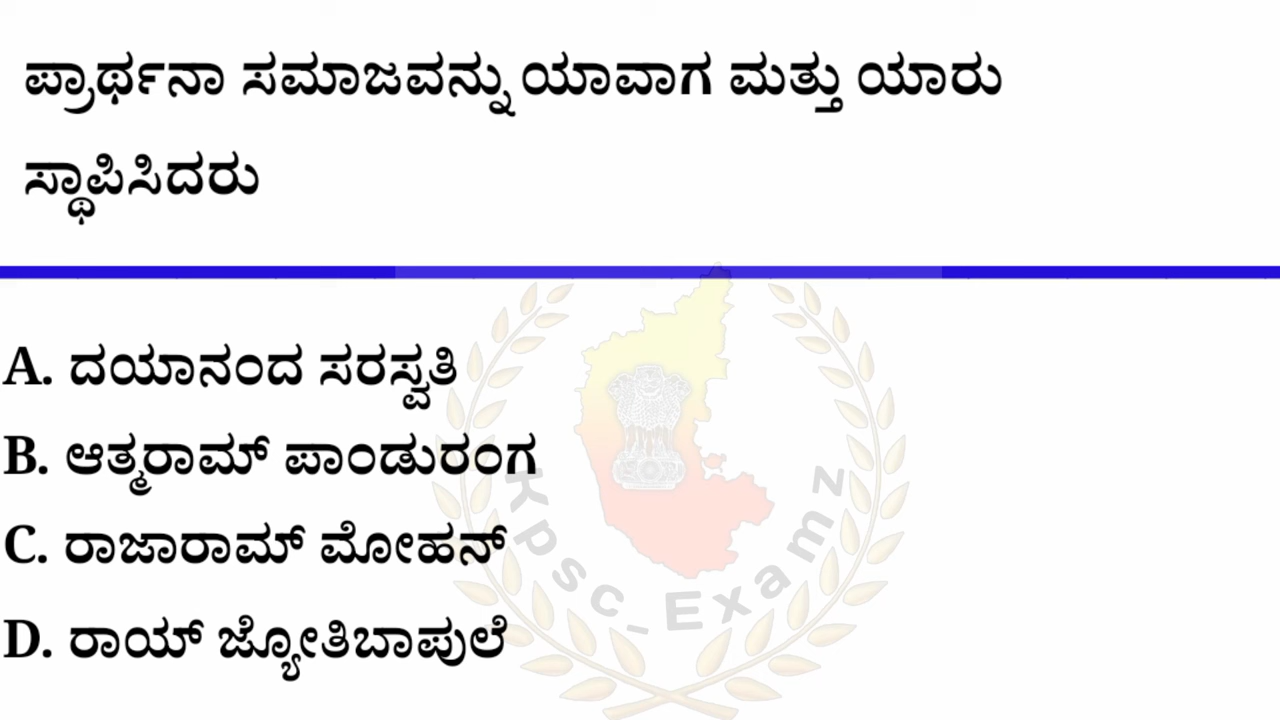 ಪ್ರಾರ್ಥನಾ ಸಮಾಜವನ್ನು ಯಾವಾಗ ಮತ್ತು ಯಾರು
ಸ್ಥಾಪಿಸಿದರು
A. ದಯಾನಂದ ಸರಸ್ವತಿ
B. ಆತ್ಮರಾಮ್ ಪಾಂಡುರಂಗ
C. ರಾಜಾರಾಮ್ ಮೋಹನ್
D. ರಾಯ್ ಜ್ಯೋತಿಬಾಪುಲೆ
Kpsc_Examz